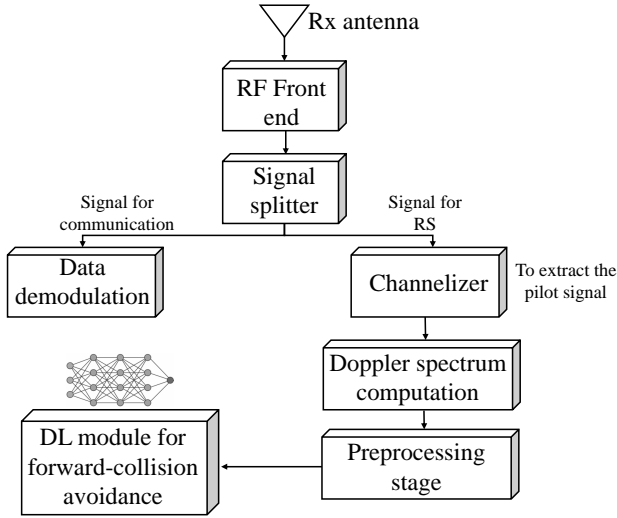 Rx antenna
RF Front
end
Signal
splitter
Signal for
communication
Signal for
RS
Data
demodulation
Channelizer
To extract the
pilot signal
Doppler spectrum
computation
DL module for
forward-collision
avoidance
Preprocessing
stage